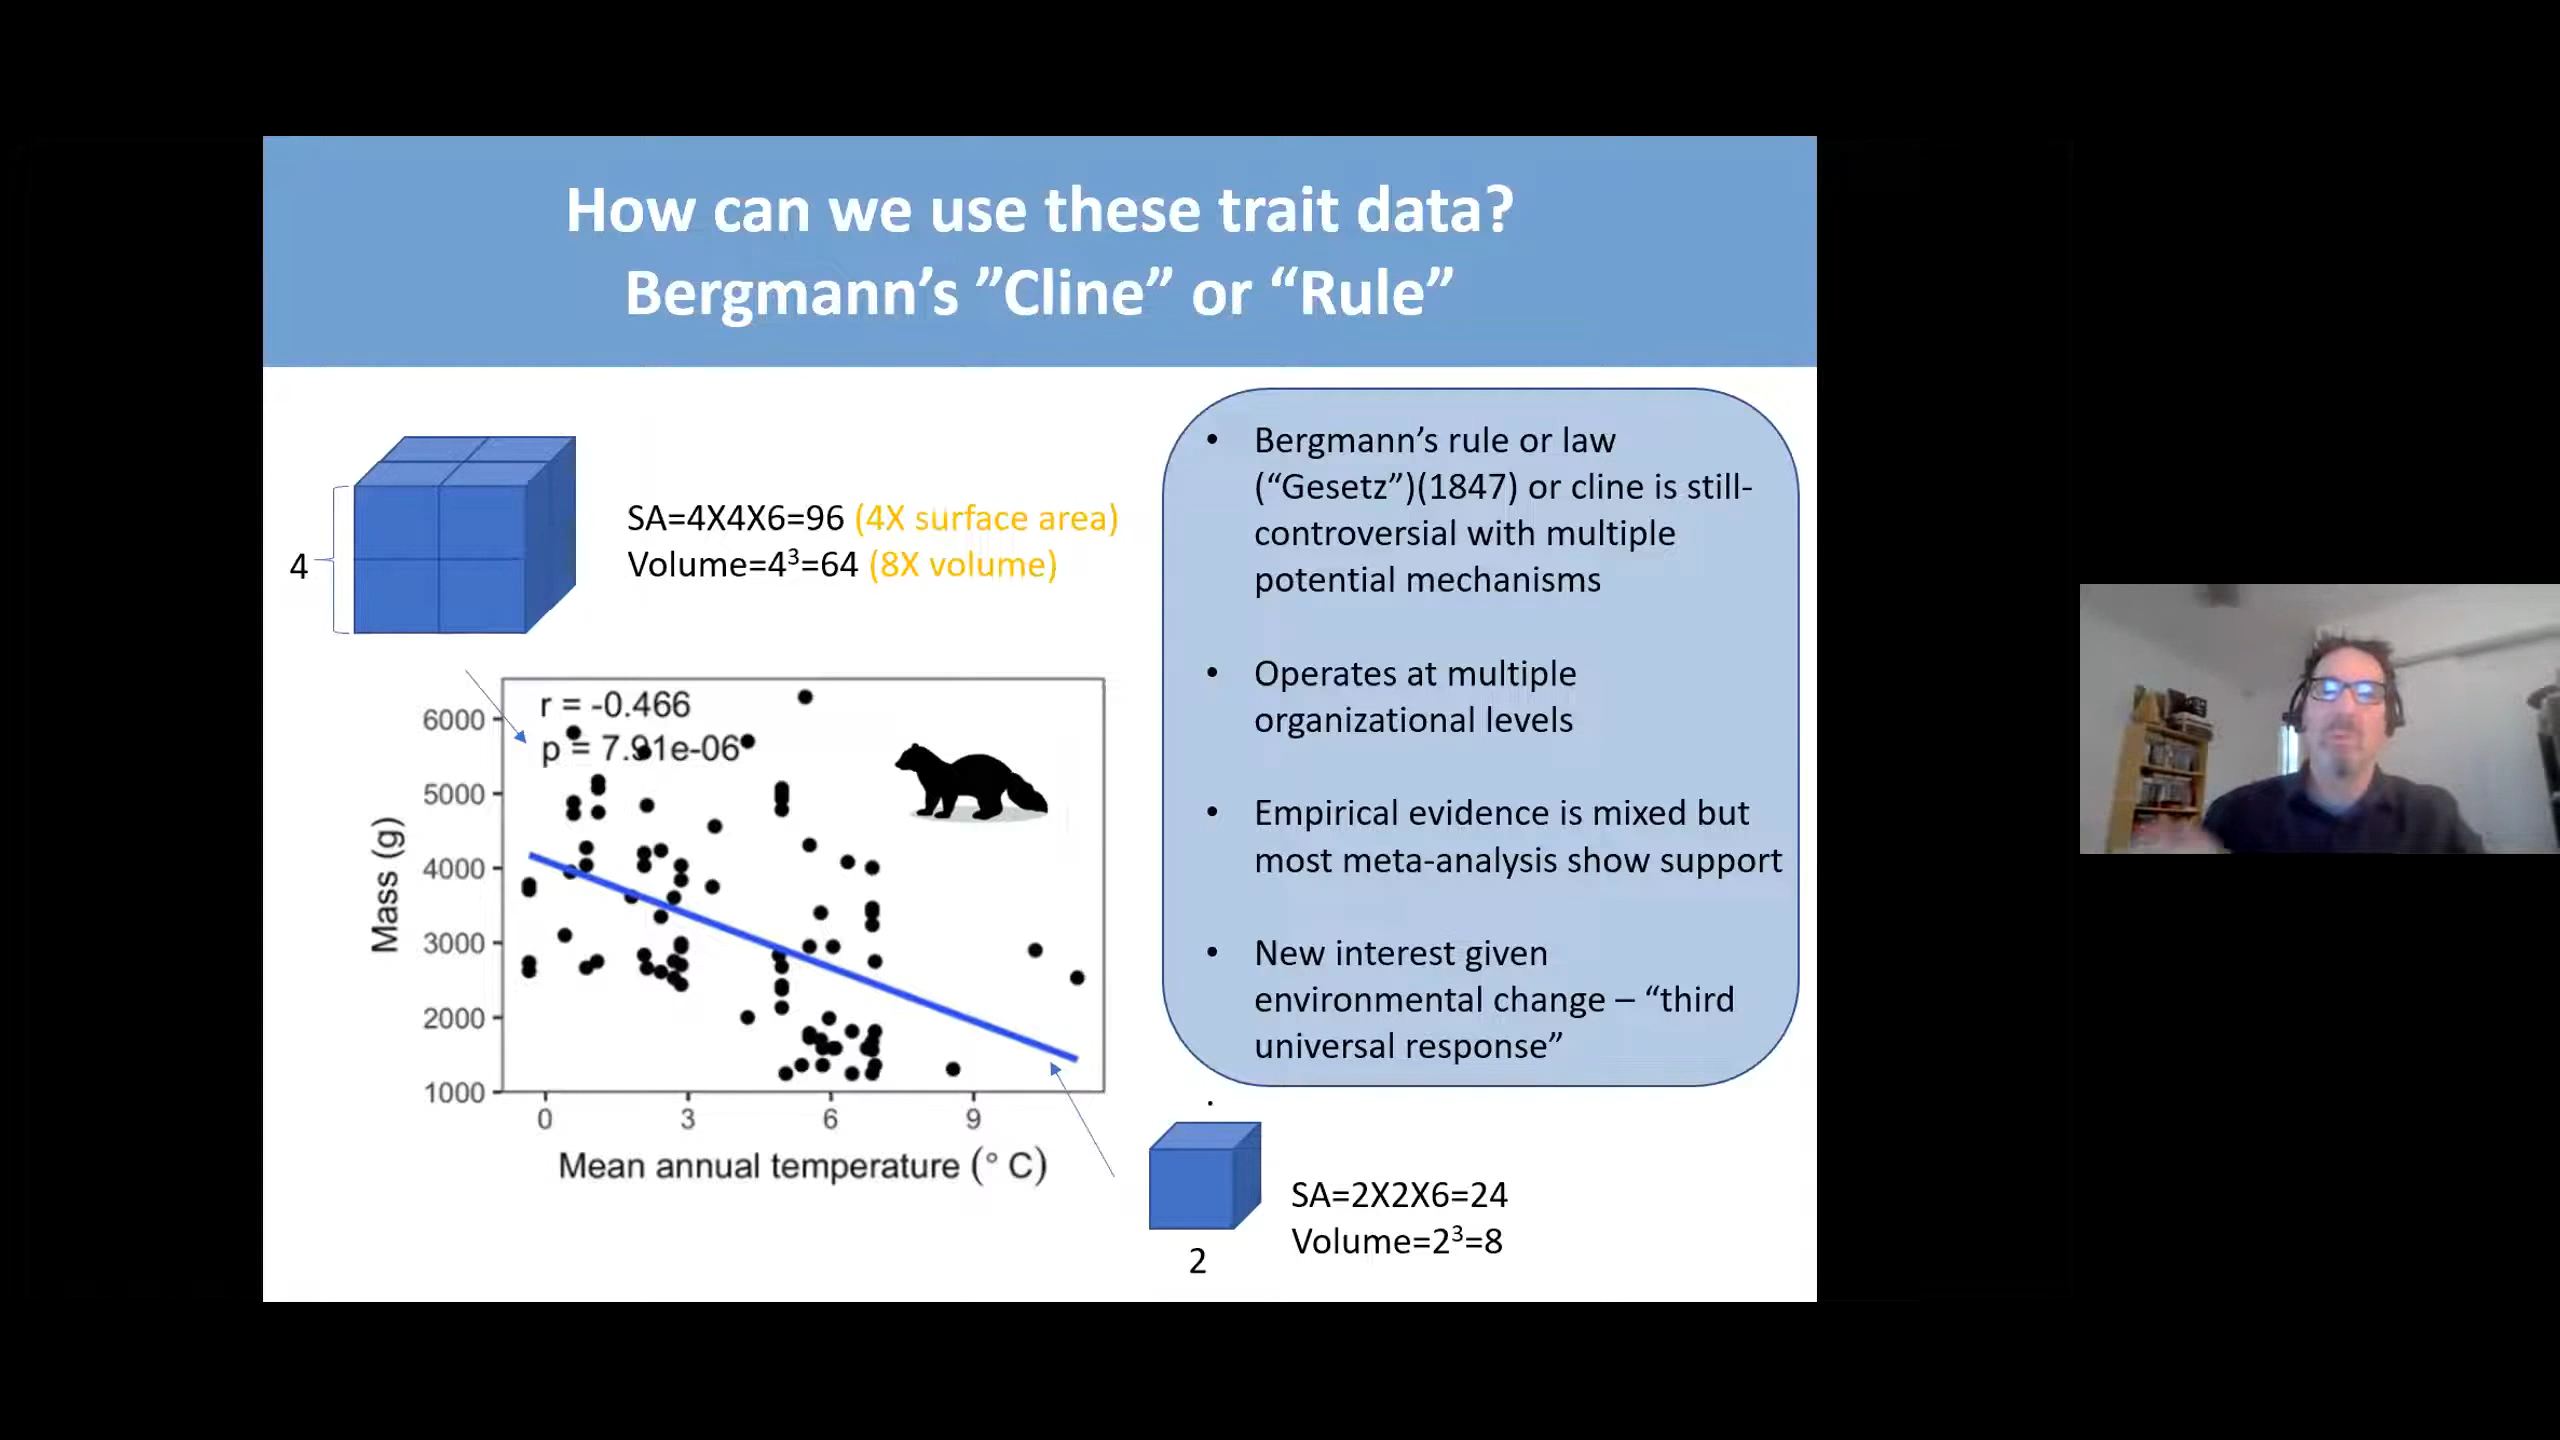 How can we use these trait data?
Bergmann’s ”Cline” or “Rule”
4
SA=4X4X6=96 (4X surface area)
Volume=4³=64 (8X volume)
r = -0.466
p = 7.91e-06
6000
5000
4000
3000
2000
1000
Mass (g)
0 3 6 9
Mean annual temperature (° C)
• Bergmann’s rule or law
(“Gesetz”)(1847) or cline is still-
controversial with multiple
potential mechanisms
• Operates at multiple
organizational levels
• Empirical evidence is mixed but
most meta-analysis show support
• New interest given
environmental change – “third
universal response”
.
2
SA=2X2X6=24
Volume=2³=8